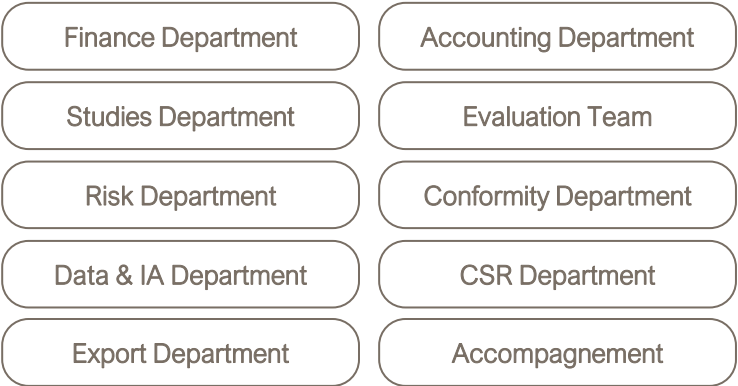 Finance Department
Accounting Department
Studies Department
Evaluation Team
Risk Department
Conformity Department
Data & IA Department
CSR Department
Export Department
Accompagnement